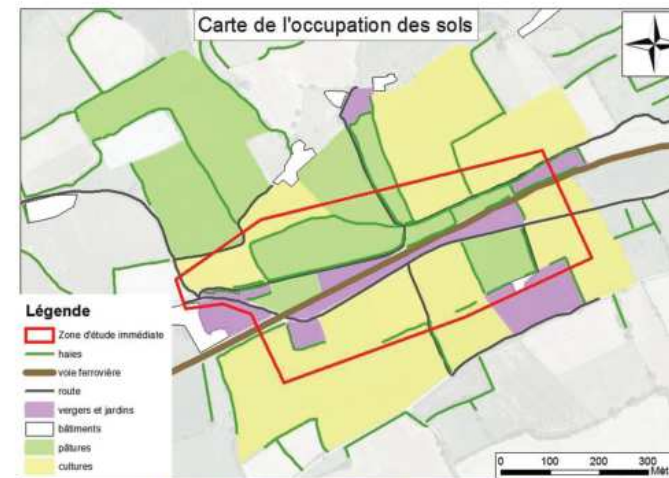 Carte de l'occupation des sols
Légende
Zone d'étude immédiate
haies
voie ferrovière
route
vergers et jardins
bâtiments
pâtures
cultures
0 100 200 300
Mèt